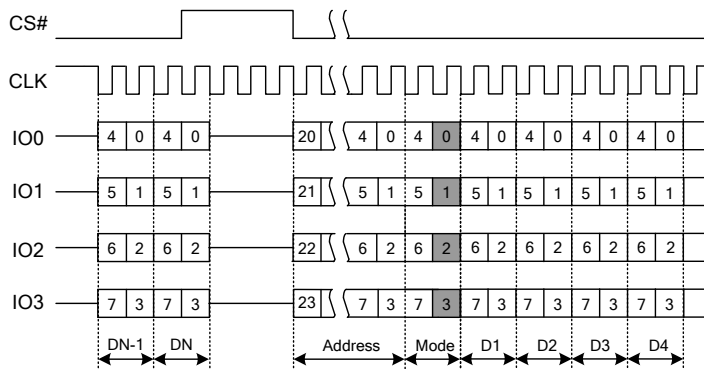 CS#
CLK
IO0 4 0 4 0 20 4 0 4 0 4 0 4 0 4 0 4 0
IO1 5 1 5 1 21 5 1 5 1 5 1 5 1 5 1 5 1
IO2 6 2 6 2 22 6 2 6 2 6 2 6 2 6 2 6 2
IO3 7 3 7 3 23 7 3 7 3 7 3 7 3 7 3 7 3
DN-1 DN Address Mode D1 D2 D3 D4